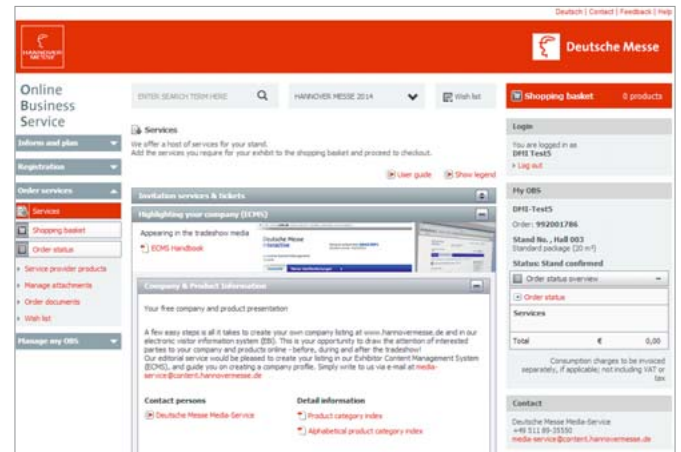 Deutsch | Contact | Feedback | Help
HANNOVER
MESSE
Deutsche Messe
Online
Business
Service
ENTER SEARCH TERM HERE
HANNOVER MESSE 2014
Wish list
Shopping basket 0 products
Inform and plan
Registration
Order services
Services
Shopping basket
Order status
Service provider products
Manage attachments
Order documents
Wish list
Manage my OBS
Services
We offer a host of services for your stand.
Add the services you require for your exhibit to the shopping basket and proceed to checkout.
User guide Show legend
Invitation services & tickets
Highlighting your company (ECMS)
Appearing in the tradeshow media
ECMS Handbook
Deutsche Messe
Company & Product Information
Your free company and product presentation
A few easy steps is all it takes to create your own company listing at www.hannovermesse.de and in our
electronic visitor information system (EBI). This is your opportunity to draw the attention of interested
parties to your company and products online - before, during and after the tradeshow!
Our editorial service would be pleased to create your listing in our Exhibitor Content Management System
(ECMS), and guide you on creating a company profile. Simply write to us via e-mail at media-
service@content.hannovermesse.de
Contact persons
Deutsche Messe Media-Service
Detail information
Product category index
Alphabetical product category index
Login
You are logged in as
DMI Test5
Log out
My OBS
DMI-Test5
Order: 992001786
Stand No. , Hall 003
Standard package (20 m²)
Status: Stand confirmed
Order status overview
Order status
Services
Total € 0,00
Consumption charges to be invoiced
separately, if applicable; not including VAT or
tax
Contact
Deutsche Messe Media-Service
+49 511 89-35550
media-service@content.hannovermesse.de